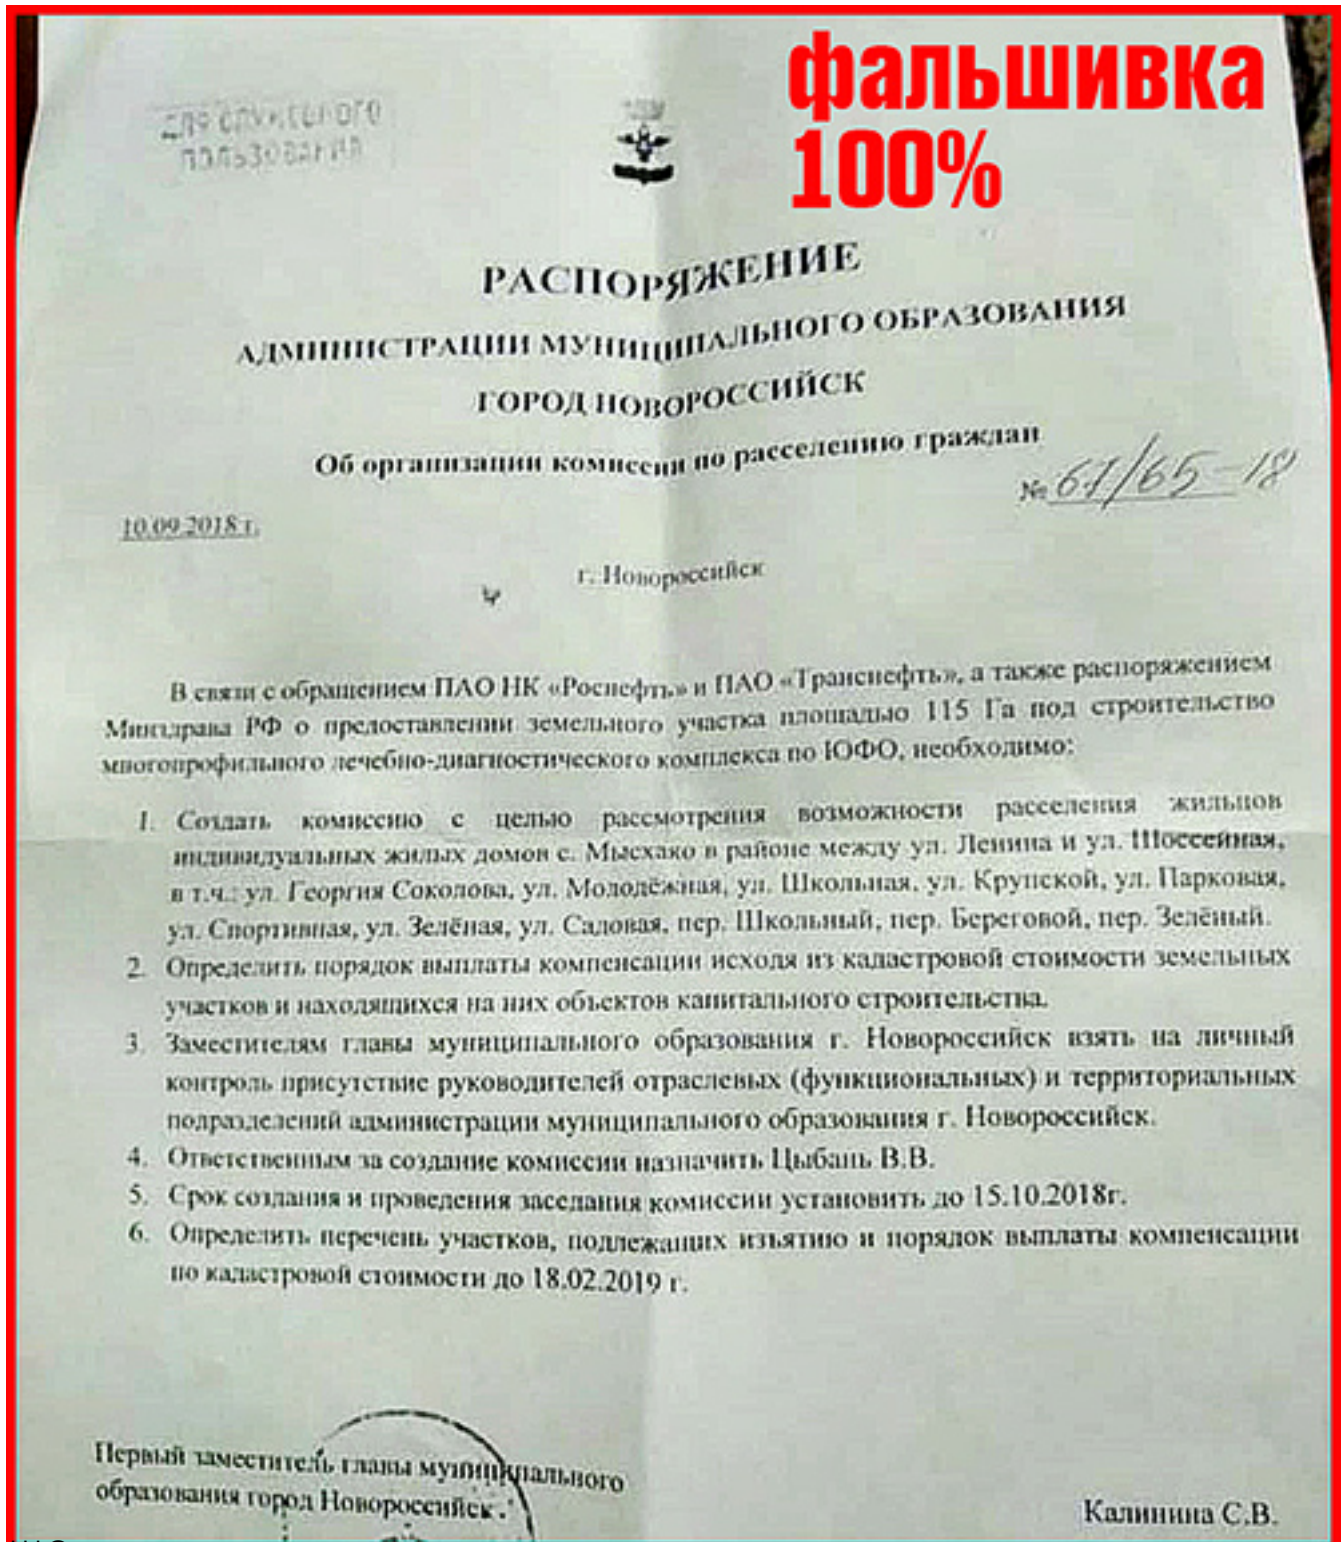 фальшивка
100%
ДЛЯ СЛУЖЕБНОГО
ПОЛЬЗОВАНИЯ
РАСПОРЯЖЕНИЕ
АДМИНИСТРАЦИИ МУНИЦИПАЛЬНОГО ОБРАЗОВАНИЯ
ГОРОД НОВОРОССИЙСК
Об организации комиссии по расселению граждан
№ 61/65-18
10.09.2018 г.
г. Новороссийск
В связи с обращением ПАО НК «Роснефть» и ПАО «Транснефть», а также распоряжением
Минздрава РФ о предоставлении земельного участка площадью 115 Га под строительство
многопрофильного лечебно-диагностического комплекса по ЮФО, необходимо:
1. Создать комиссию с целью рассмотрения возможности расселения жильцов
индивидуальных жилых домов с. Мысхако в районе между ул. Ленина и ул. Шоссейная,
в т.ч.: ул. Георгия Соколова, ул. Молодёжная, ул. Школьная, ул. Крупской, ул. Парковая,
ул. Спортивная, ул. Зелёная, ул. Садовая, пер. Школьный, пер. Береговой, пер. Зелёный.
2. Определить порядок выплаты компенсации исходя из кадастровой стоимости земельных
участков и находящихся на них объектов капитального строительства.
3. Заместителям главы муниципального образования г. Новороссийск взять на личный
контроль присутствие руководителей отраслевых (функциональных) и территориальных
подразделений администрации муниципального образования г. Новороссийск.
4. Ответственным за создание комиссии назначить Цыбань В.В.
5. Срок создания и проведения заседания комиссии установить до 15.10.2018г.
6. Определить перечень участков, подлежащих изъятию и порядок выплаты компенсации
по кадастровой стоимости до 18.02.2019 г.
Первый заместитель главы муниципального
образования город Новороссийск
Калинина С.В.